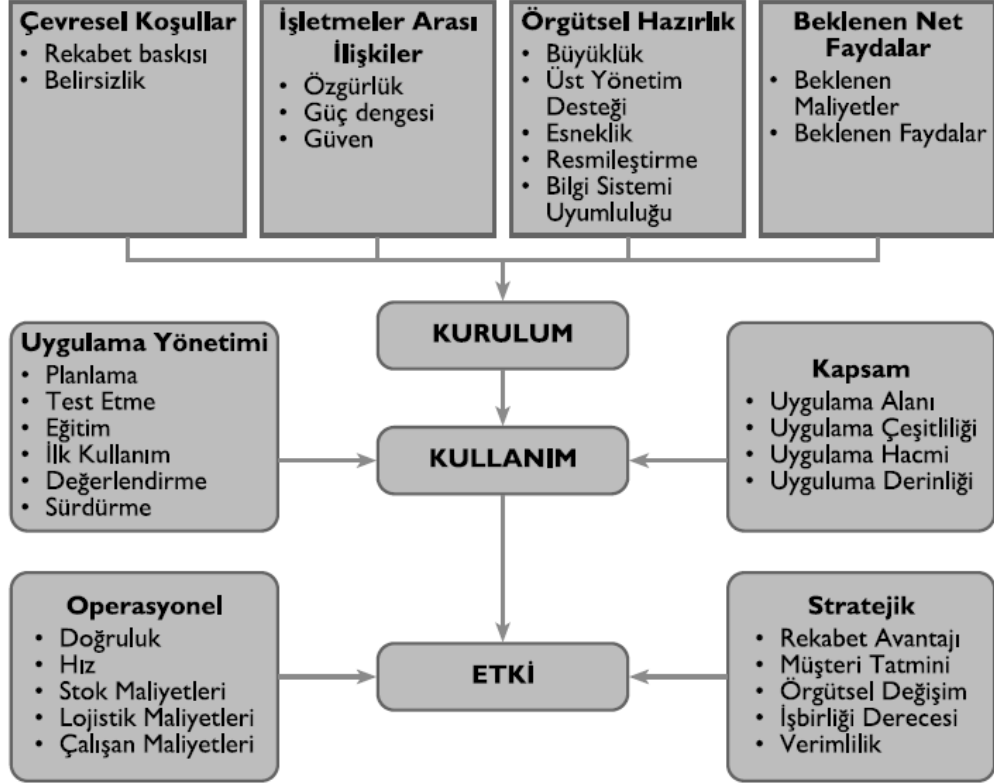 Çevresel Koşullar
• Rekabet baskısı
• Belirsizlik
İşletmeler Arası
İlişkiler
• Özgürlük
• Güç dengesi
• Güven
Örgütsel Hazırlık
• Büyüklük
• Üst Yönetim
Desteği
• Esneklik
• Resmileştirme
• Bilgi Sistemi
Uyumluluğu
Beklenen Net
Faydalar
• Beklenen
Maliyetler
• Beklenen Faydalar
KURULUM
Uygulama Yönetimi
• Planlama
• Test Etme
• Eğitim
• İlk Kullanım
• Değerlendirme
• Sürdürme
KULLANIM
Kapsam
• Uygulama Alanı
• Uygulama Çeşitliliği
• Uygulama Hacmi
• Uyguluma Derinliği
Operasyonel
• Doğruluk
• Hız
• Stok Maliyetleri
• Lojistik Maliyetleri
• Çalışan Maliyetleri
ETKİ
Stratejik
• Rekabet Avantajı
• Müşteri Tatmini
• Örgütsel Değişim
• İşbirliği Derecesi
• Verimlilik